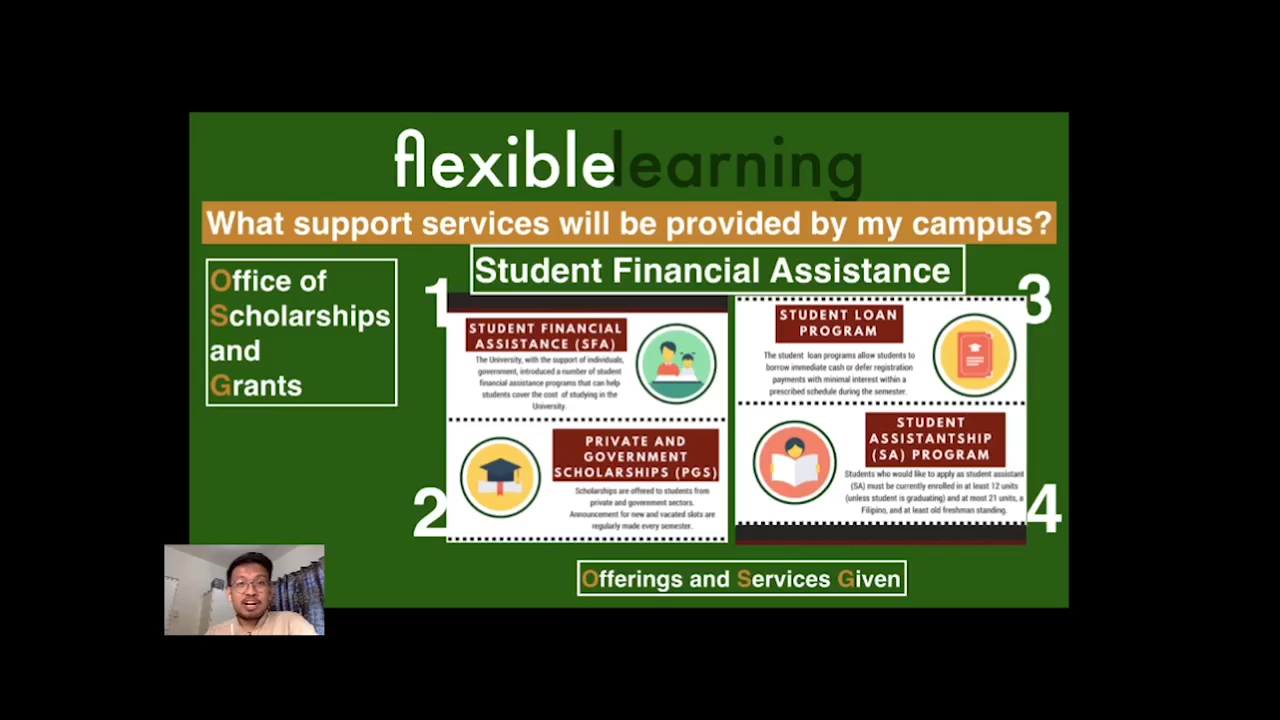 flexiblelearning
What support services will be provided by my campus?
Office of
Scholarships
and
Grants
Student Financial Assistance
1
STUDENT FINANCIAL
ASSISTANCE (SFA)
The University, with the support of individuals,
government, introduced a number of student
financial assistance programs that can help
students cover the cost of studying in the
University.
2
PRIVATE AND
GOVERNMENT
SCHOLARSHIPS (PGS)
Scholarships are offered to students from
private and government sectors.
Announcement for new and vacated slots are
regularly made every semester.
3
STUDENT LOAN
PROGRAM
The student loan programs allow students to
borrow immediate cash or defer registration
payments with minimal interest within a
prescribed schedule during the semester.
4
STUDENT
ASSISTANTSHIP
(SA) PROGRAM
Students who would like to apply as student assistant
(SA) must be currently enrolled in at least 12 units
(unless student is graduating) and at most 21 units, a
Filipino, and at least old freshman standing.
Offerings and Services Given